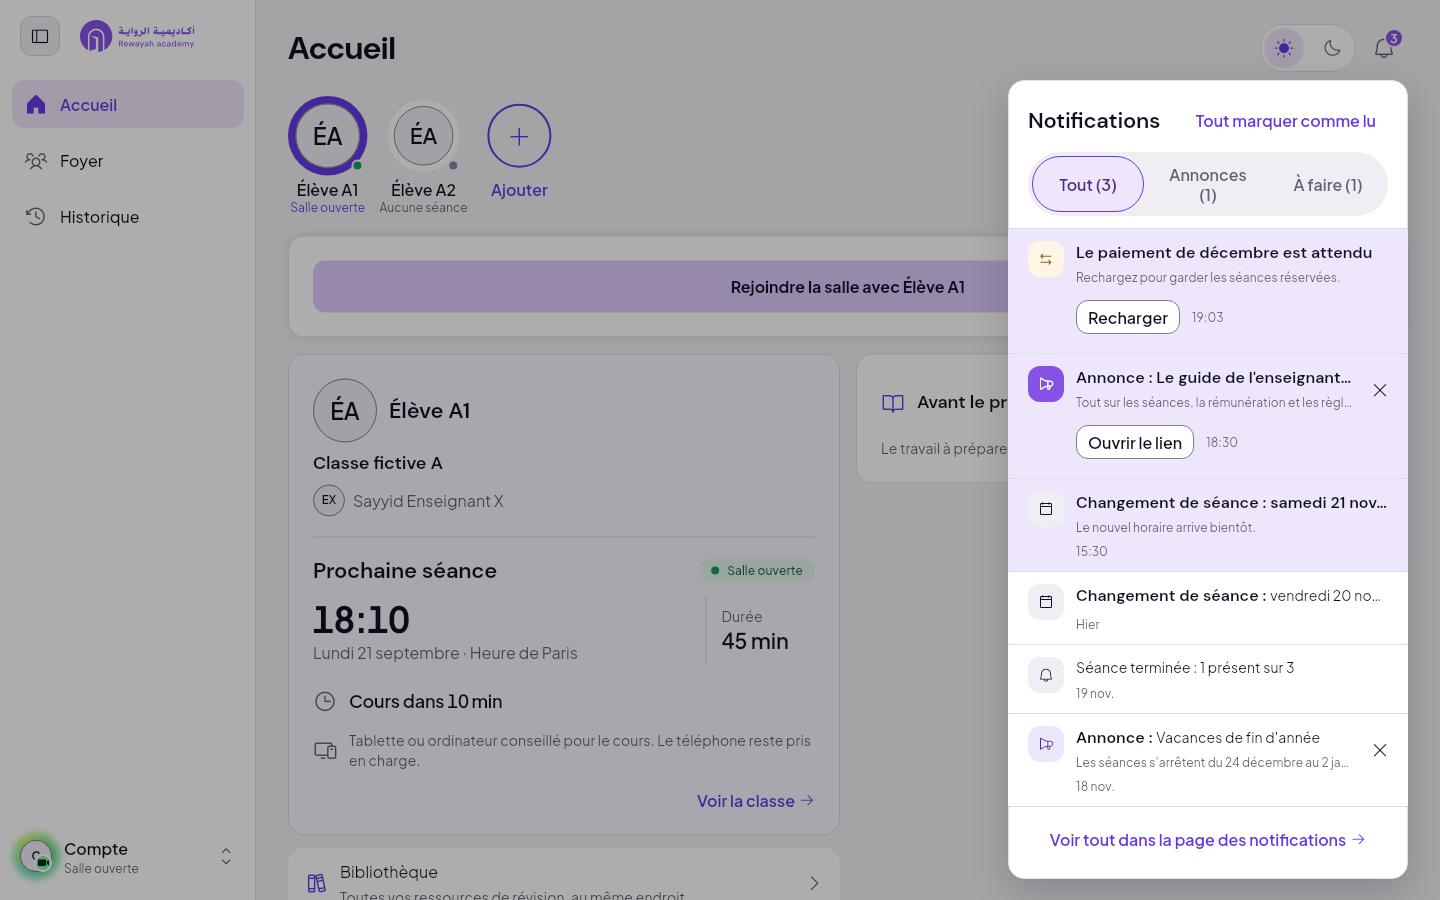 أكاديمية الرواية
Rewayah academy
Accueil
Foyer
Historique
Compte
Salle ouverte
Accueil
3
ÉA
Élève A1
Salle ouverte
ÉA
Élève A2
Aucune séance
Ajouter
Rejoindre la salle avec Élève A1
ÉA
Élève A1
Classe fictive A
EX
Sayyid Enseignant X
Prochaine séance
Salle ouverte
18:10
Lundi 21 septembre · Heure de Paris
Durée
45 min
Cours dans 10 min
Tablette ou ordinateur conseillé pour le cours. Le téléphone reste pris
en charge.
Voir la classe
Bibliothèque
Toutes vos ressources de révision, au même endroit.
Avant le pr
Le travail à prépare
Notifications
Tout marquer comme lu
Tout (3)
Annonces
(1)
À faire (1)
Le paiement de décembre est attendu
Rechargez pour garder les séances réservées.
Recharger
19:03
Annonce : Le guide de l'enseignant…
Tout sur les séances, la rémunération et les règl…
Ouvrir le lien
18:30
Changement de séance : samedi 21 nov…
Le nouvel horaire arrive bientôt.
15:30
Changement de séance : vendredi 20 no…
Hier
Séance terminée : 1 présent sur 3
19 nov.
Annonce : Vacances de fin d'année
Les séances s'arrêtent du 24 décembre au 2 ja…
18 nov.
Voir tout dans la page des notifications